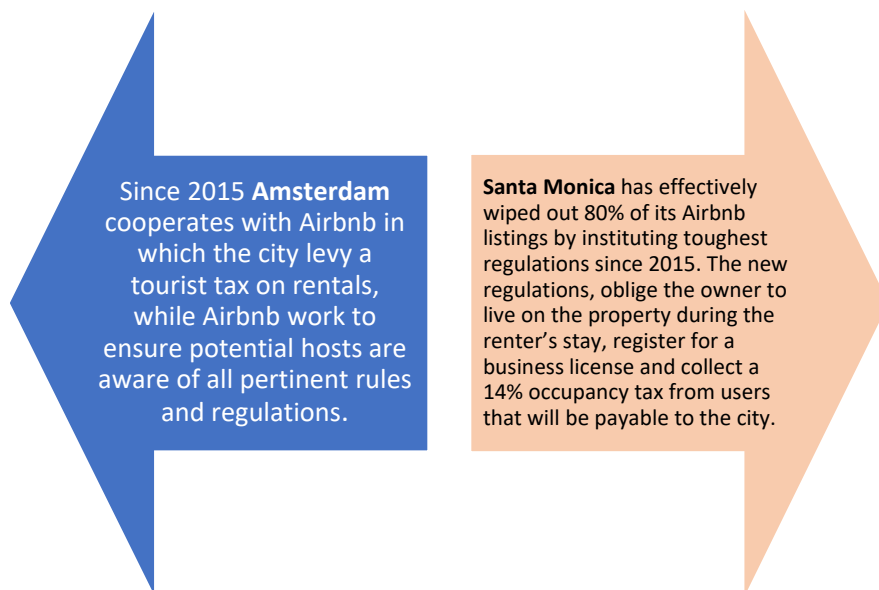 Since 2015 Amsterdam
cooperates with Airbnb in
which the city levy a
tourist tax on rentals,
while Airbnb work to
ensure potential hosts are
aware of all pertinent rules
and regulations.
Santa Monica has effectively
wiped out 80% of its Airbnb
listings by instituting toughest
regulations since 2015. The new
regulations, oblige the owner to
live on the property during the
renter’s stay, register for a
business license and collect a
14% occupancy tax from users
that will be payable to the city.